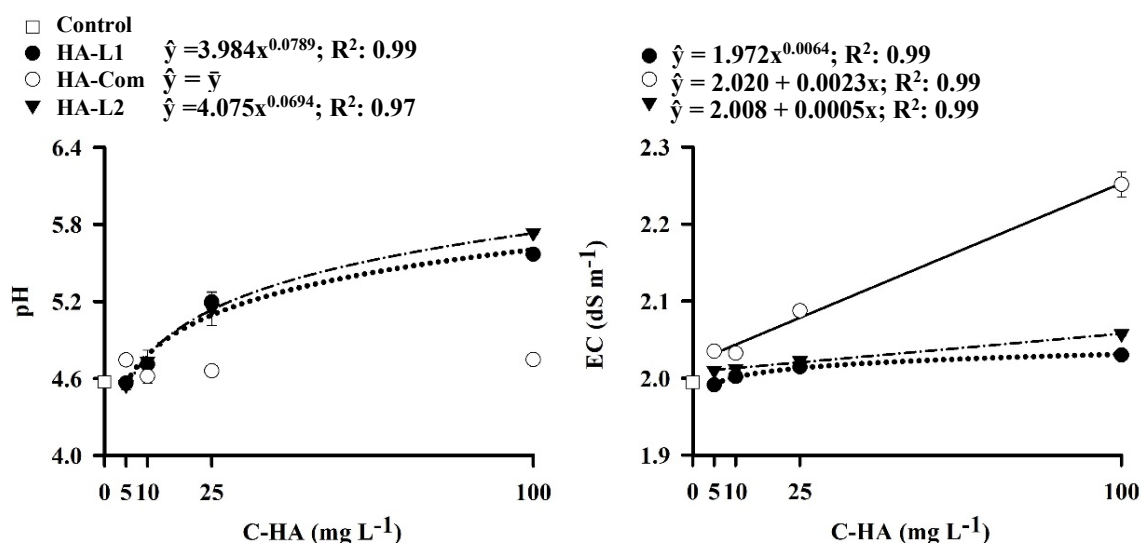 Control
HA-L1 ŷ =3.984x^0.0789; R²: 0.99
HA-Com ŷ = ȳ
HA-L2 ŷ =4.075x^0.0694; R²: 0.97
ŷ = 1.972x^0.0064; R²: 0.99
ŷ = 2.020 + 0.0023x; R²: 0.99
ŷ = 2.008 + 0.0005x; R²: 0.99
6.4
5.8
5.2
4.6
4.0
pH
0 5 10 25 100
C-HA (mg L⁻¹)
2.3
2.2
2.1
2.0
1.9
EC (dS m⁻¹)
0 5 10 25 100
C-HA (mg L⁻¹)